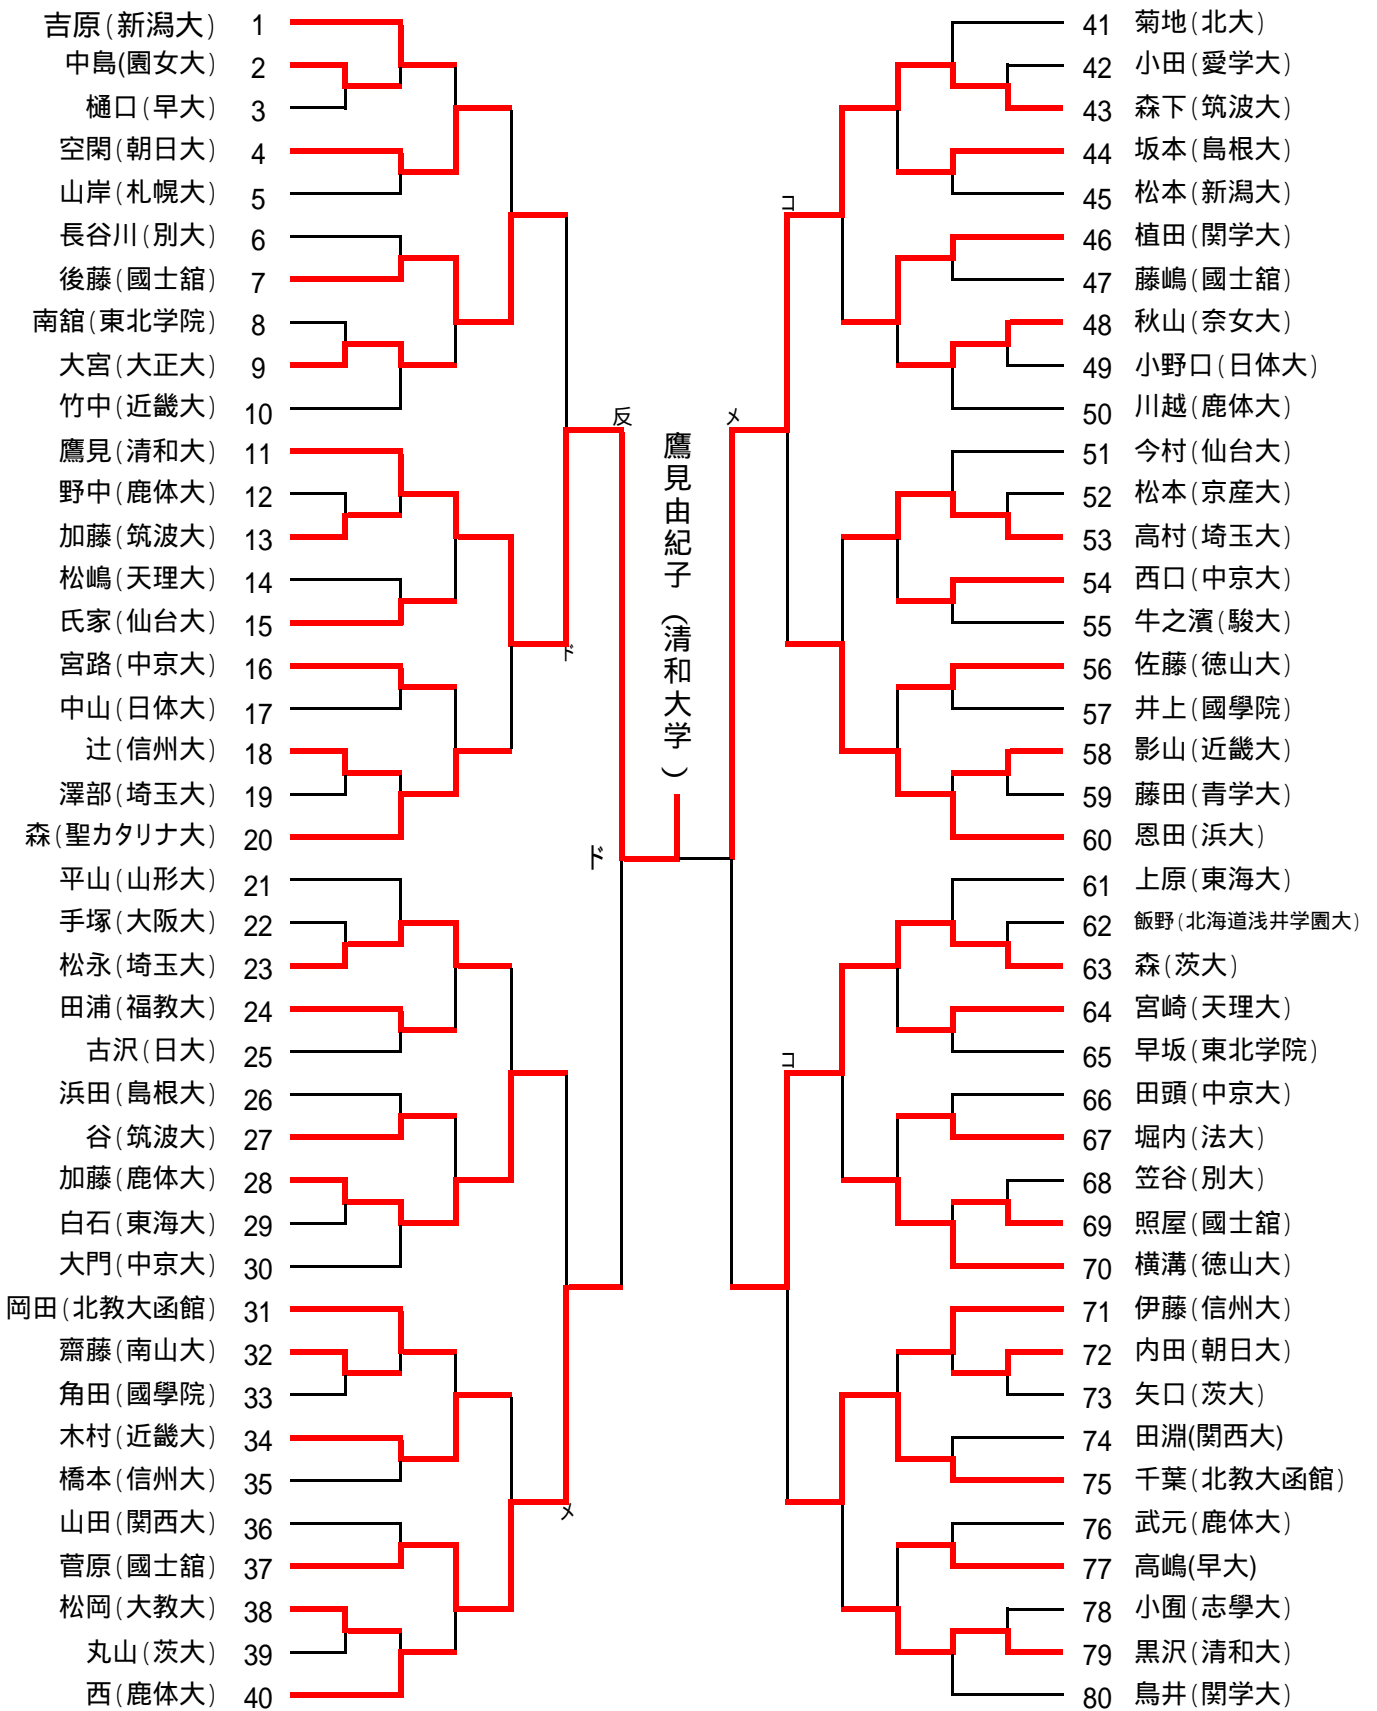 吉原(新潟大) 1
中島(園女大) 2
樋口(早大) 3
空閑(朝日大) 4
山岸(札幌大) 5
長谷川(別大) 6
後藤(國士舘) 7
南舘(東北学院) 8
大宮(大正大) 9
竹中(近畿大) 10
鷹見(清和大) 11
野中(鹿体大) 12
加藤(筑波大) 13
松嶋(天理大) 14
氏家(仙台大) 15
宮路(中京大) 16
中山(日体大) 17
辻(信州大) 18
澤部(埼玉大) 19
森(聖カタリナ大) 20
平山(山形大) 21
手塚(大阪大) 22
松永(埼玉大) 23
田浦(福教大) 24
古沢(日大) 25
浜田(島根大) 26
谷(筑波大) 27
加藤(鹿体大) 28
白石(東海大) 29
大門(中京大) 30
岡田(北教大函館) 31
齋藤(南山大) 32
角田(國學院) 33
木村(近畿大) 34
橋本(信州大) 35
山田(関西大) 36
菅原(國士舘) 37
松岡(大教大) 38
丸山(茨大) 39
西(鹿体大) 40
ド
メ
反
ド
鷹見由紀子(清和大学)
メ
コ
コ
41 菊地(北大)
42 小田(愛学大)
43 森下(筑波大)
44 坂本(島根大)
45 松本(新潟大)
46 植田(関学大)
47 藤嶋(國士舘)
48 秋山(奈女大)
49 小野口(日体大)
50 川越(鹿体大)
51 今村(仙台大)
52 松本(京産大)
53 高村(埼玉大)
54 西口(中京大)
55 牛之濱(駿大)
56 佐藤(徳山大)
57 井上(國學院)
58 影山(近畿大)
59 藤田(青学大)
60 恩田(浜大)
61 上原(東海大)
62 飯野(北海道浅井学園大)
63 森(茨大)
64 宮崎(天理大)
65 早坂(東北学院)
66 田頭(中京大)
67 堀内(法大)
68 笠谷(別大)
69 照屋(國士舘)
70 横溝(徳山大)
71 伊藤(信州大)
72 内田(朝日大)
73 矢口(茨大)
74 田淵(関西大)
75 千葉(北教大函館)
76 武元(鹿体大)
77 高嶋(早大)
78 小囿(志學大)
79 黒沢(清和大)
80 鳥井(関学大)